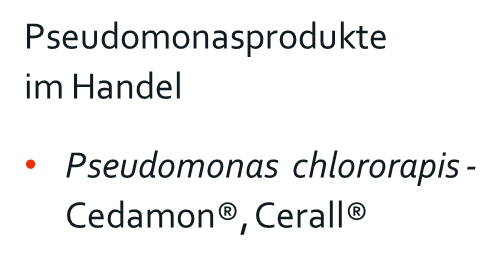 Pseudomonasprodukte
im Handel
• Pseudomonas chlororapis -
Cedamon®, Cerall®